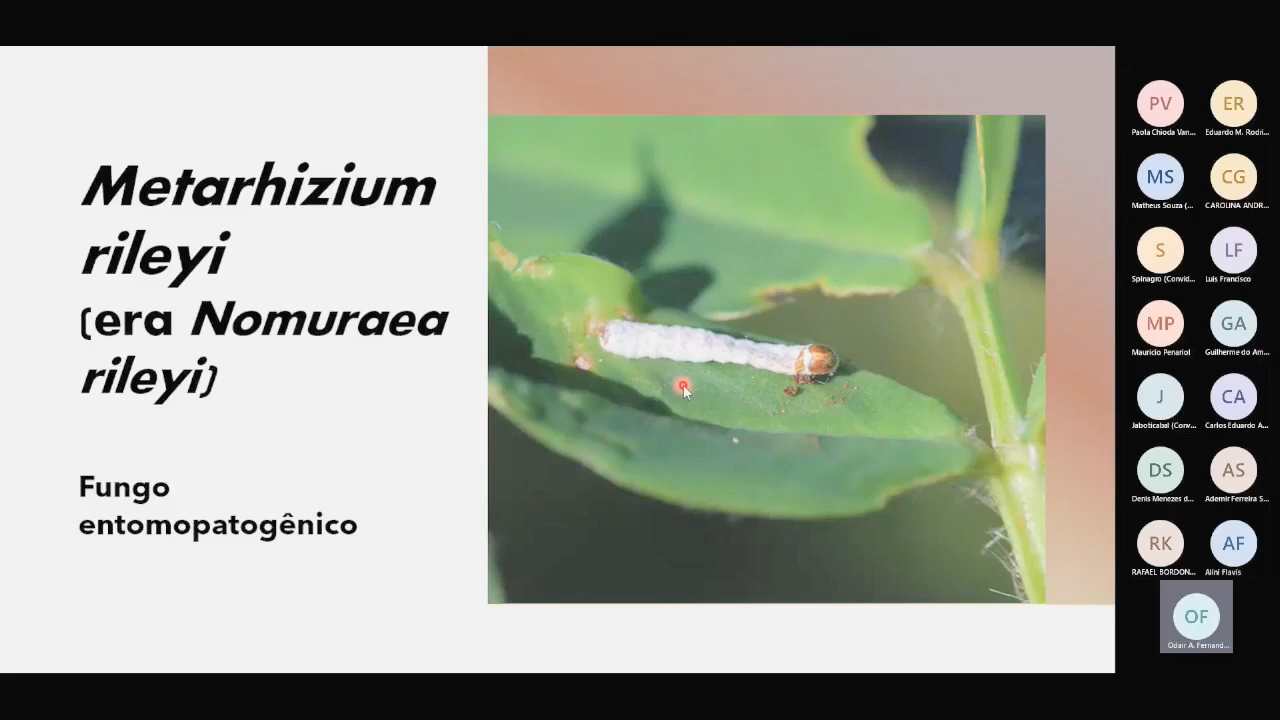 Metarhizium
rileyi
(era Nomuraea
rileyi)
Fungo
entomopatogênico
PV
ER
Paola Chioda Van...
Eduardo M. Rodri...
MS
CG
Matheus Souza (...
CAROLINA ANDR...
S
LF
Spinagro (Convid...
Luis Francisco
MP
GA
Mauricio Penariol
Guilherme do Am...
J
CA
Jaboticabal (Conv...
Carlos Eduardo A...
DS
AS
Denis Menezes d...
Ademir Ferreira S...
RK
AF
RAFAEL BORDON...
Alini Flavis
OF
Odair A. Fernand...